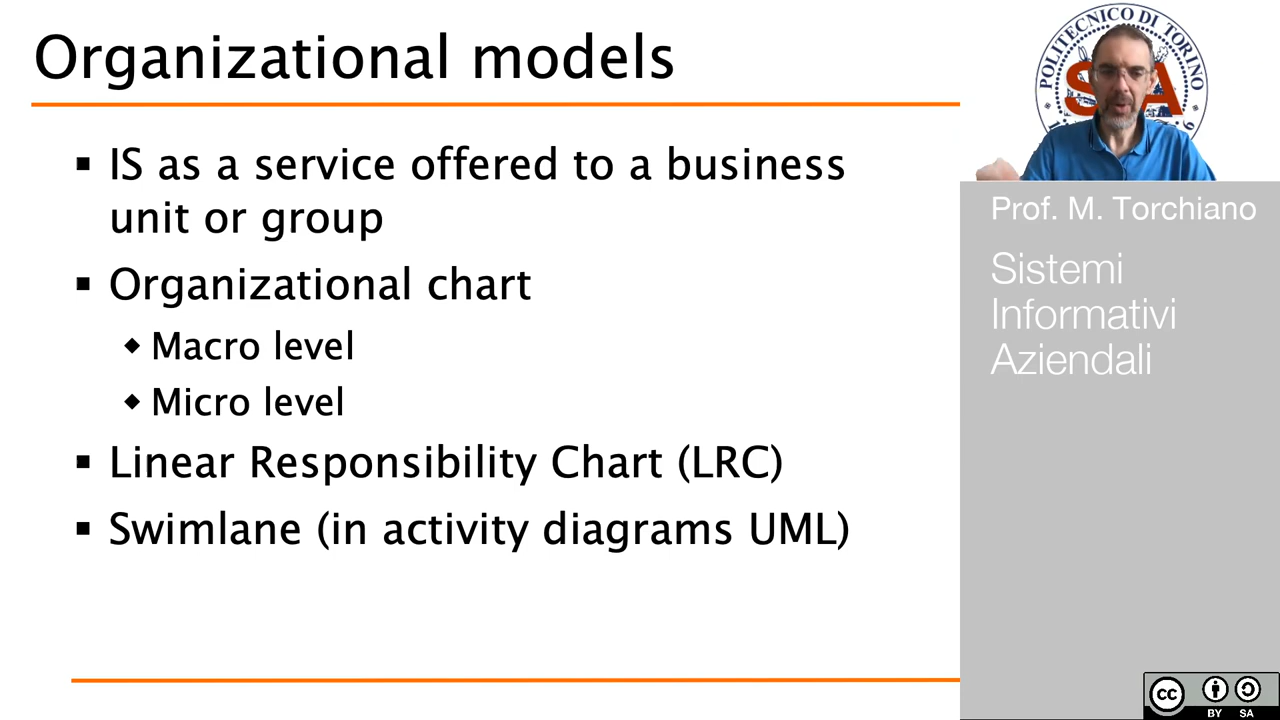 Organizational models
IS as a service offered to a business
unit or group
Organizational chart
Macro level
Micro level
Linear Responsibility Chart (LRC)
Swimlane (in activity diagrams UML)
POLITECNICO DI TORINO
Prof. M. Torchiano
Sistemi
Informativi
Aziendali
CC
BY SA